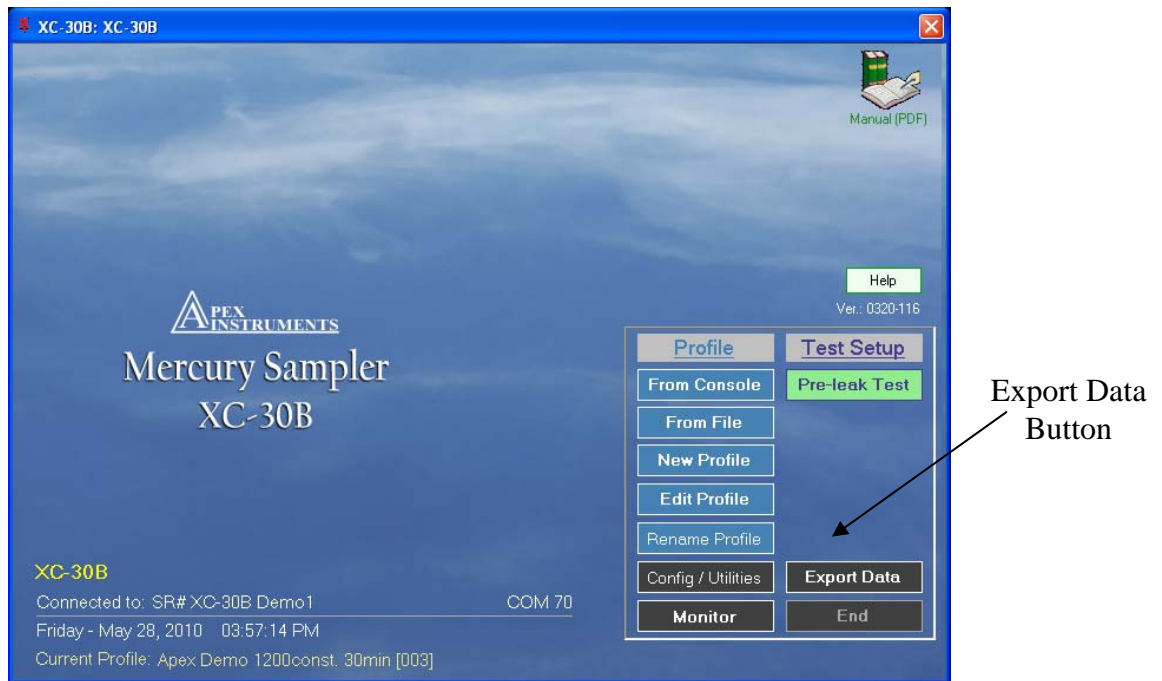 XC-30B: XC-30B
Manual (PDF)
Help
Ver.: 0320-116
APEX
INSTRUMENTS
Mercury Sampler
XC-30B
Profile
Test Setup
From Console
Pre-leak Test
From File
New Profile
Edit Profile
Rename Profile
Config / Utilities
Export Data
Monitor
End
Export Data
Button
XC-30B
Connected to: SR# XC-30B Demo1 COM 70
Friday - May 28, 2010 03:57:14 PM
Current Profile: Apex Demo 1200const. 30min [003]